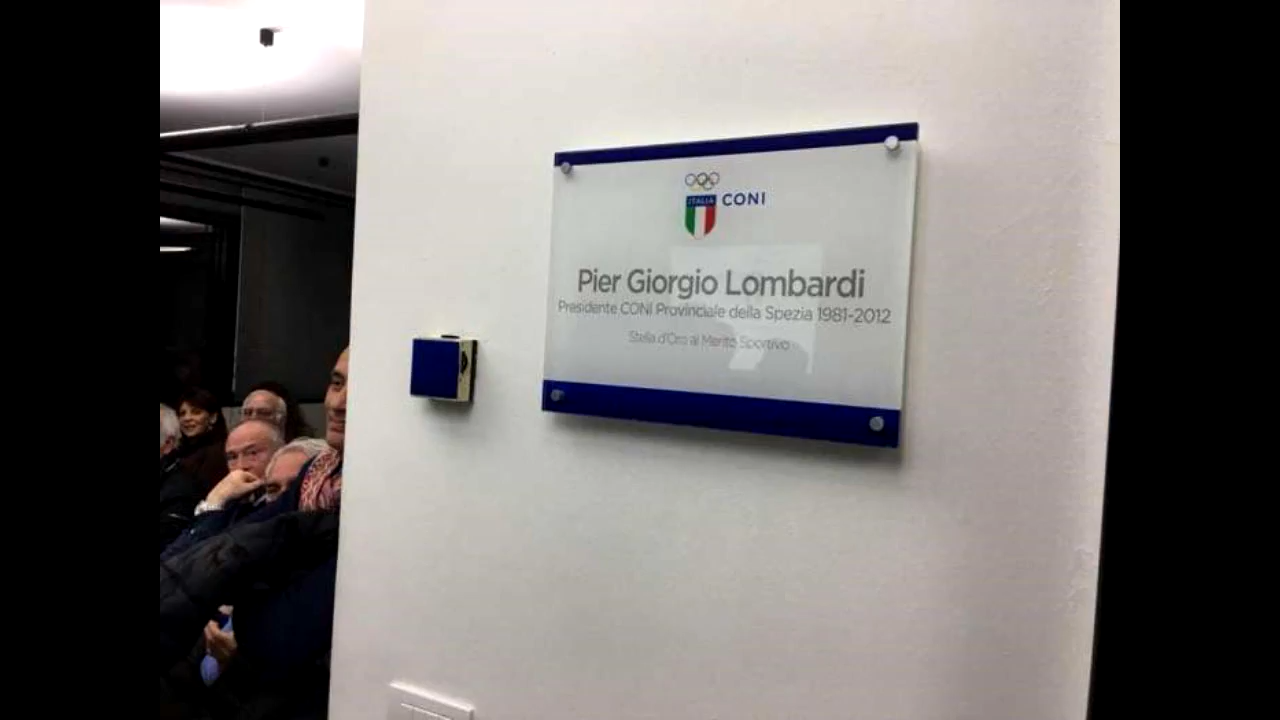 ITALIA CONI
Pier Giorgio Lombardi
Presidente CONI Provinciale della Spezia 1981-2012
Stella d'Oro al Merito Sportivo